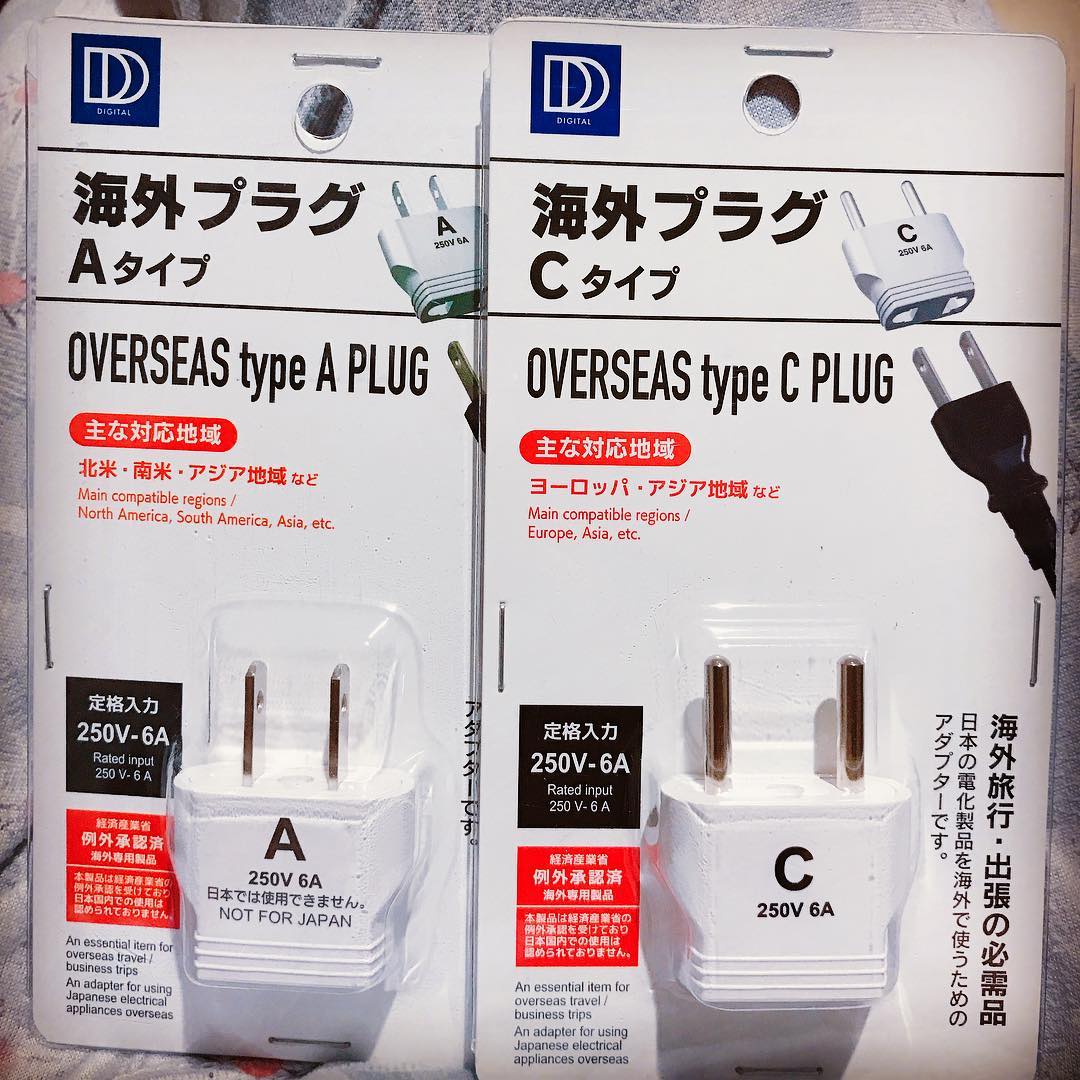 DD
DIGITAL
海外プラグ
Aタイプ
A
250V 6A
OVERSEAS type A PLUG
主な対応地域
北米・南米・アジア地域 など
Main compatible regions /
North America, South America, Asia, etc.
定格入力
250V-6A
Rated input
250 V- 6 A
経済産業省
例外承認済
海外専用製品
本製品は経済産業省の
例外承認を受けており
日本国内での使用は
認められておりません。
An essential item for
overseas travel /
business trips
An adapter for using
Japanese electrical
appliances overseas
A
250V 6A
日本では使用できません。
NOT FOR JAPAN
アダプターです。
DD
DIGITAL
海外プラグ
Cタイプ
C
250V 6A
OVERSEAS type C PLUG
主な対応地域
ヨーロッパ・アジア地域 など
Main compatible regions /
Europe, Asia, etc.
定格入力
250V-6A
Rated input
250 V- 6 A
経済産業省
例外承認済
海外専用製品
本製品は経済産業省の
例外承認を受けており
日本国内での使用は
認められておりません。
An essential item for
overseas travel /
business trips
An adapter for using
Japanese electrical
appliances overseas
C
250V 6A
海外旅行・出張の必需品
日本の電化製品を海外で使うための
アダプターです。